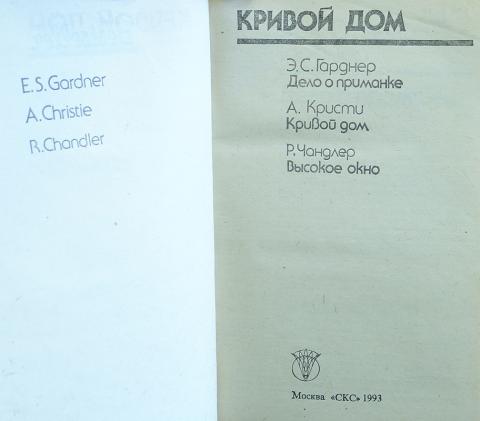 E.S.Gardner
A.Christie
R.Chandler
КРИВОЙ ДОМ
Э.С.Гарднер
Дело о приманке
А. Кристи
Кривой дом
Р.Чандлер
Высокое окно
Москва «СКС» 1993